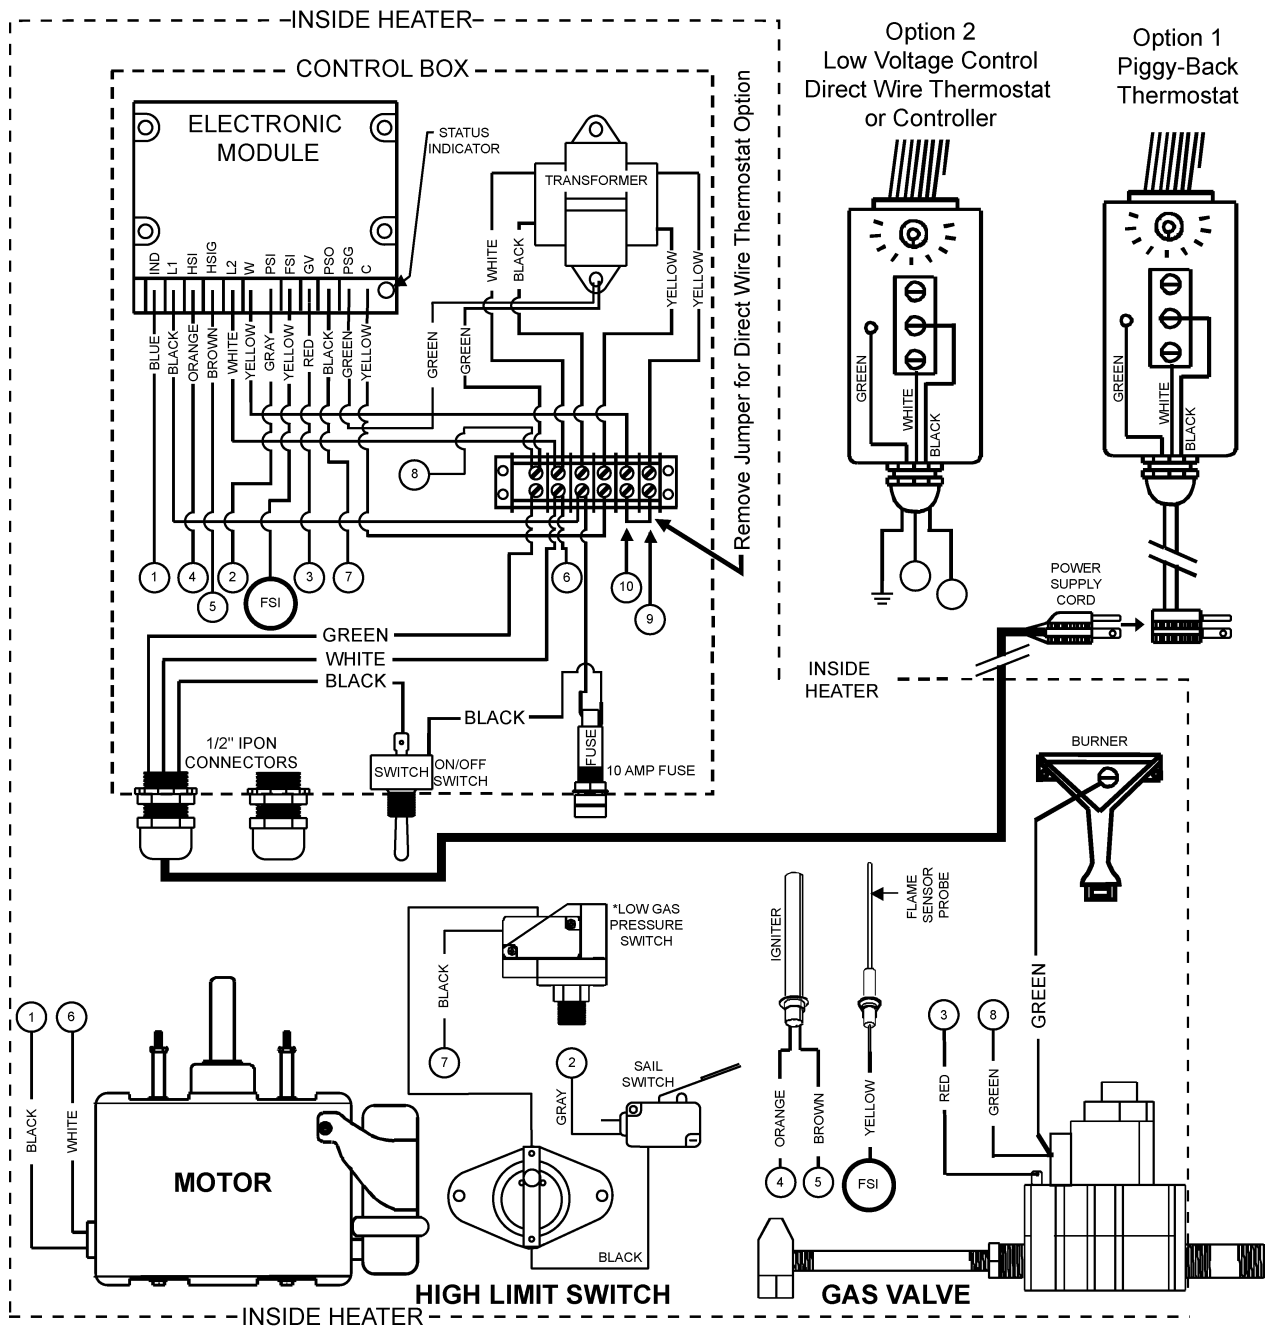 INSIDE HEATER
CONTROL BOX
ELECTRONIC
MODULE
STATUS
INDICATOR
IND
L1
HSI
HSIG
L2
W
PSI
FSI
GV
PSO
PSG
C
BLUE
BLACK
ORANGE
BROWN
WHITE
YELLOW
GRAY
YELLOW
RED
BLACK
GREEN
YELLOW
GREEN
GREEN
TRANSFORMER
WHITE
BLACK
YELLOW
YELLOW
Remove Jumper for Direct Wire Thermostat Option
8
1
4
5
2
FSI
3
7
6
10
9
GREEN
WHITE
BLACK
BLACK
1/2" IPON
CONNECTORS
SWITCH
ON/OFF
SWITCH
FUSE
10 AMP FUSE
Option 2
Low Voltage Control
Direct Wire Thermostat
or Controller
GREEN
WHITE
BLACK
Option 1
Piggy-Back
Thermostat
GREEN
WHITE
BLACK
POWER
SUPPLY
CORD
INSIDE
HEATER
BURNER
GREEN
*LOW GAS
PRESSURE
SWITCH
BLACK
7
2
GRAY
SAIL
SWITCH
BLACK
HIGH LIMIT SWITCH
1
6
BLACK
WHITE
MOTOR
IGNITER
ORANGE
BROWN
4
5
FLAME
SENSOR
PROBE
YELLOW
FSI
3
8
RED
GREEN
GAS VALVE
INSIDE HEATER